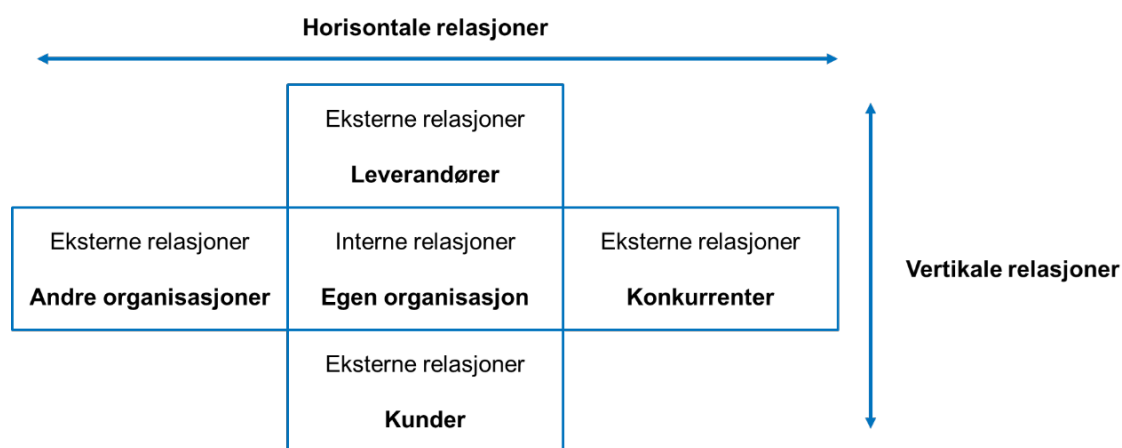 Horisontale relasjoner
Eksterne relasjoner
Leverandører
Eksterne relasjoner
Andre organisasjoner
Interne relasjoner
Egen organisasjon
Eksterne relasjoner
Konkurrenter
Vertikale relasjoner
Eksterne relasjoner
Kunder